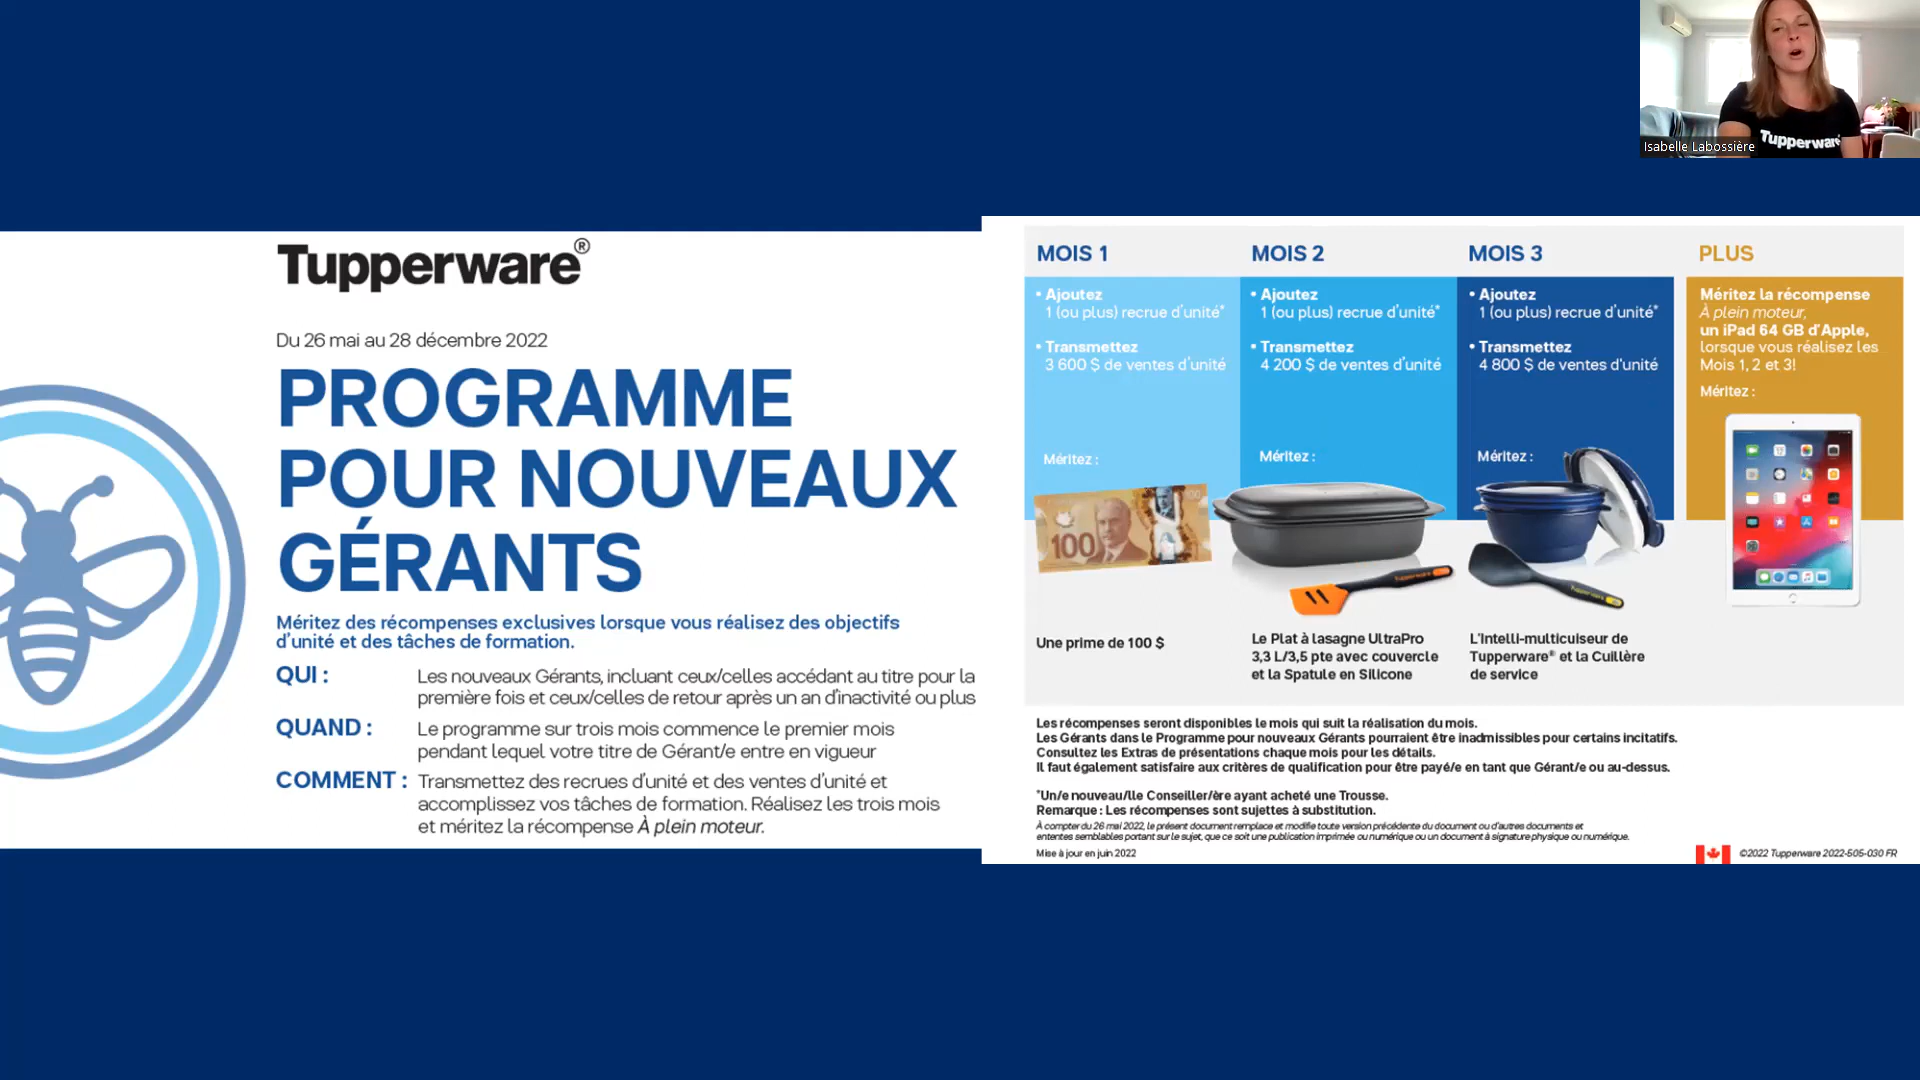 Isabelle Labossière
Tupperware
Tupperware®
Du 26 mai au 28 décembre 2022
PROGRAMME
POUR NOUVEAUX
GÉRANTS
Méritez des récompenses exclusives lorsque vous réalisez des objectifs
d'unité et des tâches de formation.
QUI : Les nouveaux Gérants, incluant ceux/celles accédant au titre pour la
première fois et ceux/celles de retour après un an d'inactivité ou plus
QUAND : Le programme sur trois mois commence le premier mois
pendant lequel votre titre de Gérant/e entre en vigueur
COMMENT : Transmettez des recrues d'unité et des ventes d'unité et
accomplissez vos tâches de formation. Réalisez les trois mois
et méritez la récompense À plein moteur.
MOIS 1
• Ajoutez
1 (ou plus) recrue d'unité*
• Transmettez
3 600 $ de ventes d'unité
Méritez :
100
Une prime de 100 $
MOIS 2
• Ajoutez
1 (ou plus) recrue d'unité*
• Transmettez
4 200 $ de ventes d'unité
Méritez :
Tupperware
Le Plat à lasagne UltraPro
3,3 L/3,5 pte avec couvercle
et la Spatule en Silicone
MOIS 3
• Ajoutez
1 (ou plus) recrue d'unité*
• Transmettez
4 800 $ de ventes d'unité
Méritez :
Tupperware
L'Intelli-multicuiseur de
Tupperware® et la Cuillère
de service
PLUS
Méritez la récompense
À plein moteur,
un iPad 64 GB d'Apple,
lorsque vous réalisez les
Mois 1, 2 et 3!
Méritez :
Les récompenses seront disponibles le mois qui suit la réalisation du mois.
Les Gérants dans le Programme pour nouveaux Gérants pourraient être inadmissibles pour certains incitatifs.
Consultez les Extras de présentations chaque mois pour les détails.
Il faut également satisfaire aux critères de qualification pour être payé/e en tant que Gérant/e ou au-dessus.
*Un/e nouveau/lle Conseiller/ère ayant acheté une Trousse.
Remarque : Les récompenses sont sujettes à substitution.
À compter du 26 mai 2022, le présent document remplace et modifie toute version précédente du document ou d'autres documents et
ententes semblables portant sur le sujet, que ce soit une publication imprimée ou numérique ou un document à signature physique ou numérique.
Mise à jour en juin 2022
©2022 Tupperware 2022-505-030 FR